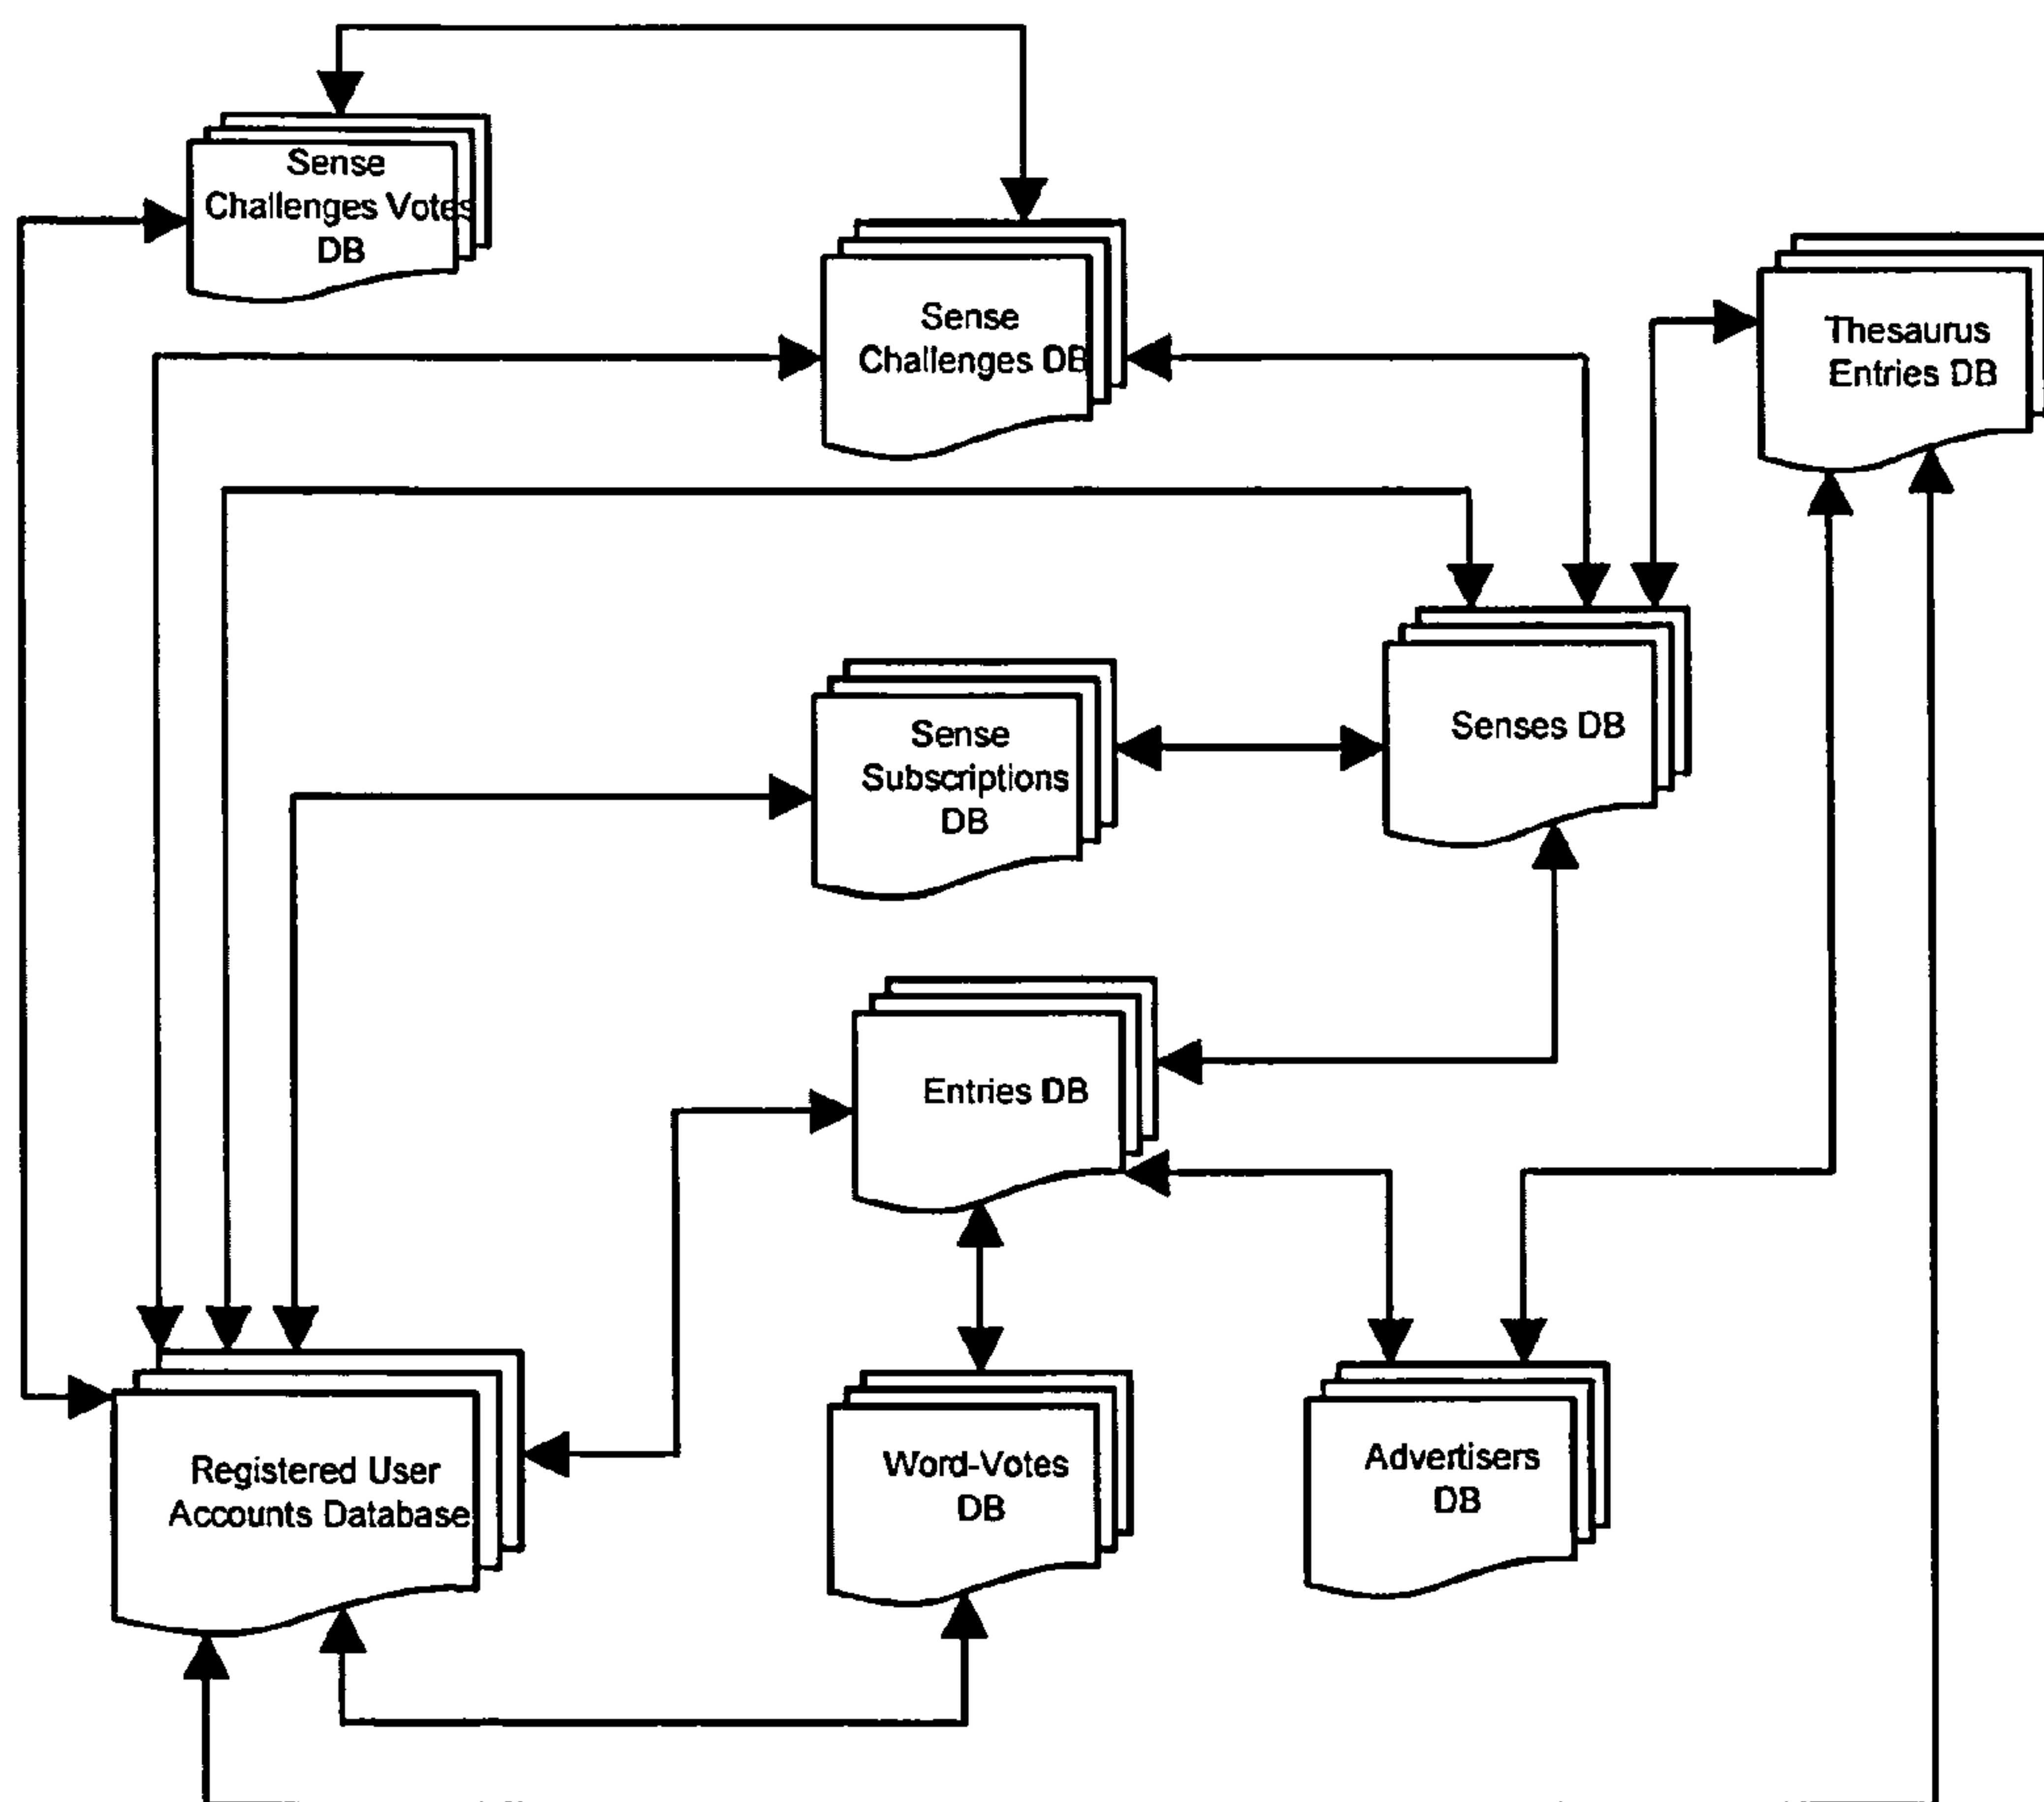 Sense
Challenges Votes
DB
Sense
Challenges DB
Thesaurus
Entries DB
Senses DB
Sense
Subscriptions
DB
Entries DB
Registered User
Accounts Database
Word-Votes
DB
Advertisers
DB